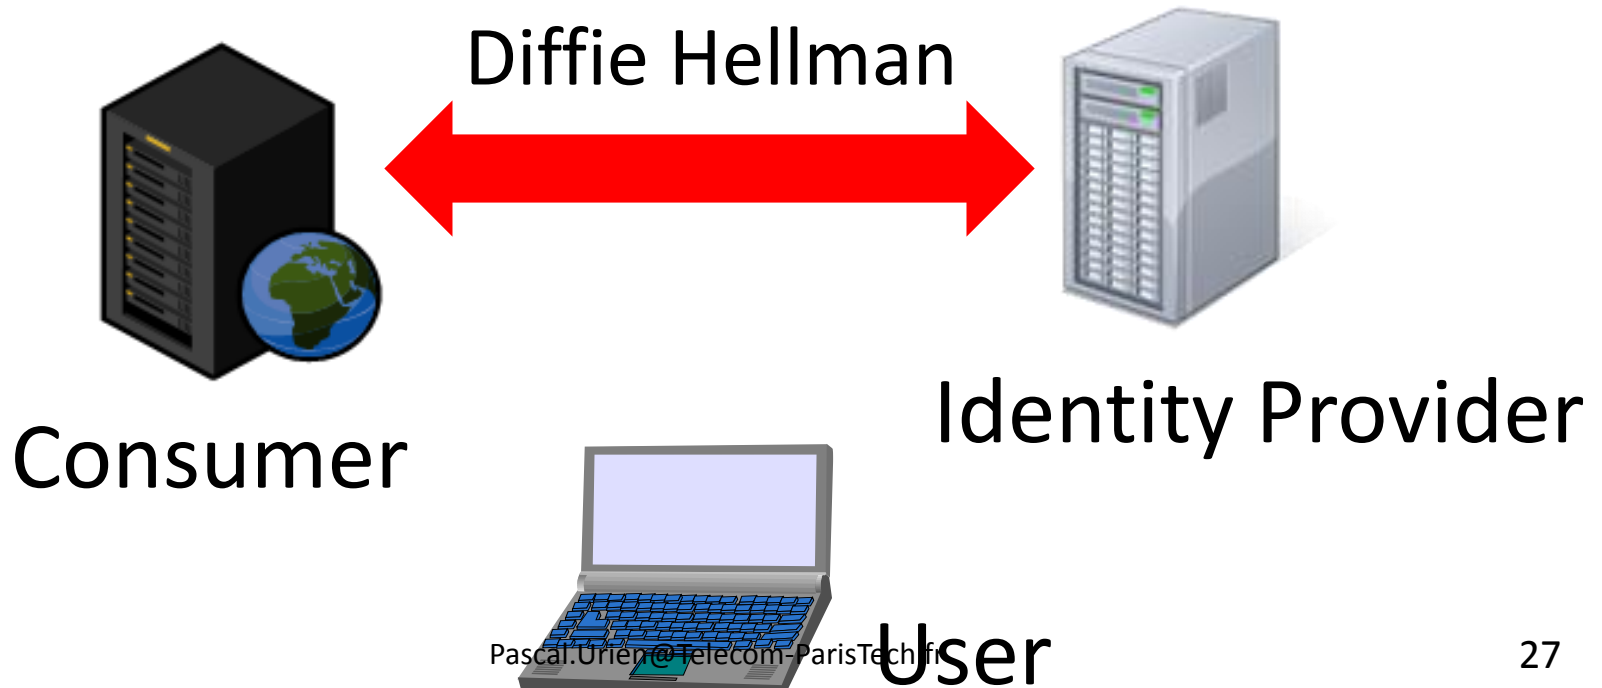 Diffie Hellman
Identity Provider
Consumer
User
Pascal.Urien@Telecom-ParisTech.fr
27